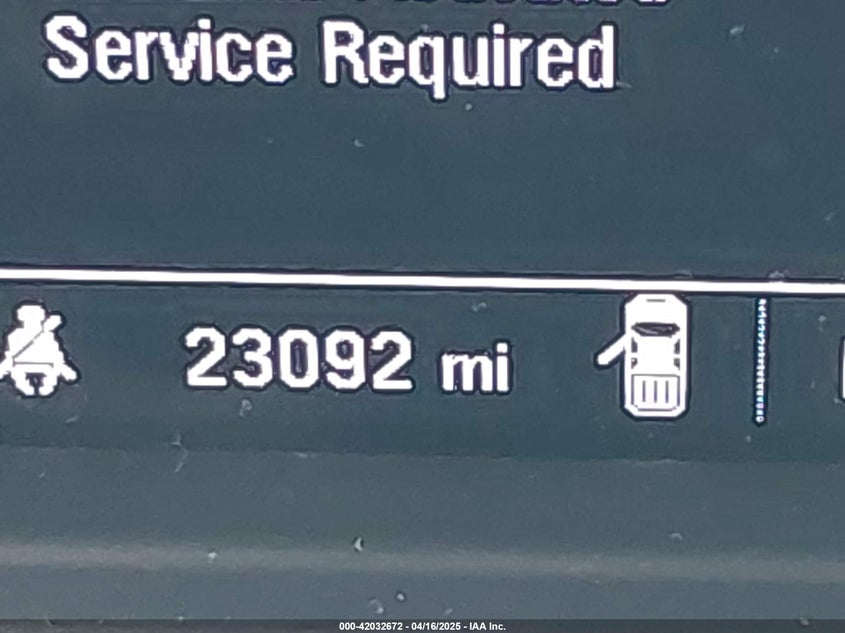 Service Required
23092 mi
000-42032672 - 04/16/2025 - IAA Inc.